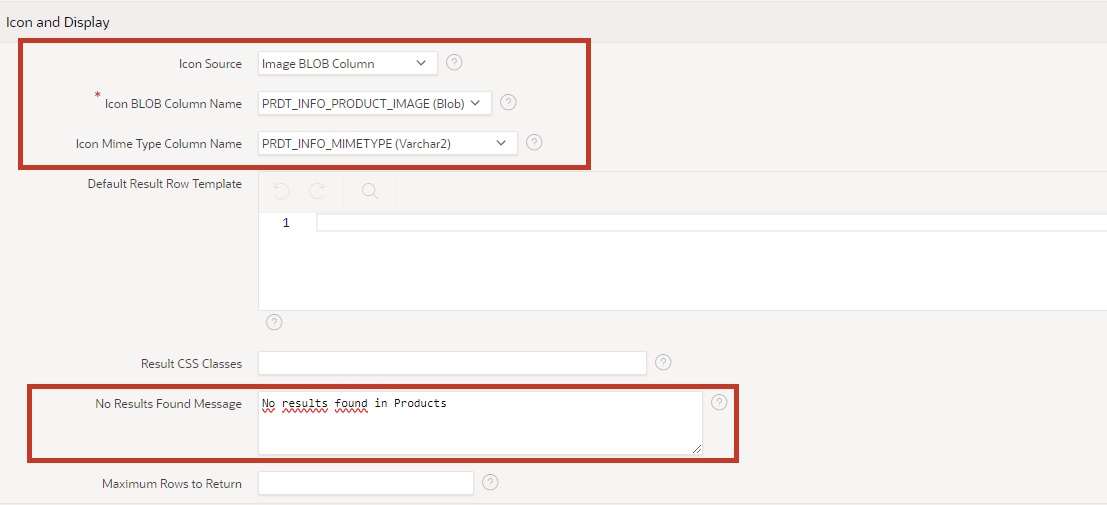 Icon and Display
Icon Source Image BLOB Column ?
* Icon BLOB Column Name PRDT_INFO_PRODUCT_IMAGE (Blob) ?
Icon Mime Type Column Name PRDT_INFO_MIMETYPE (Varchar2) ?
Default Result Row Template
1
?
Result CSS Classes ?
No Results Found Message No results found in Products ?
Maximum Rows to Return ?